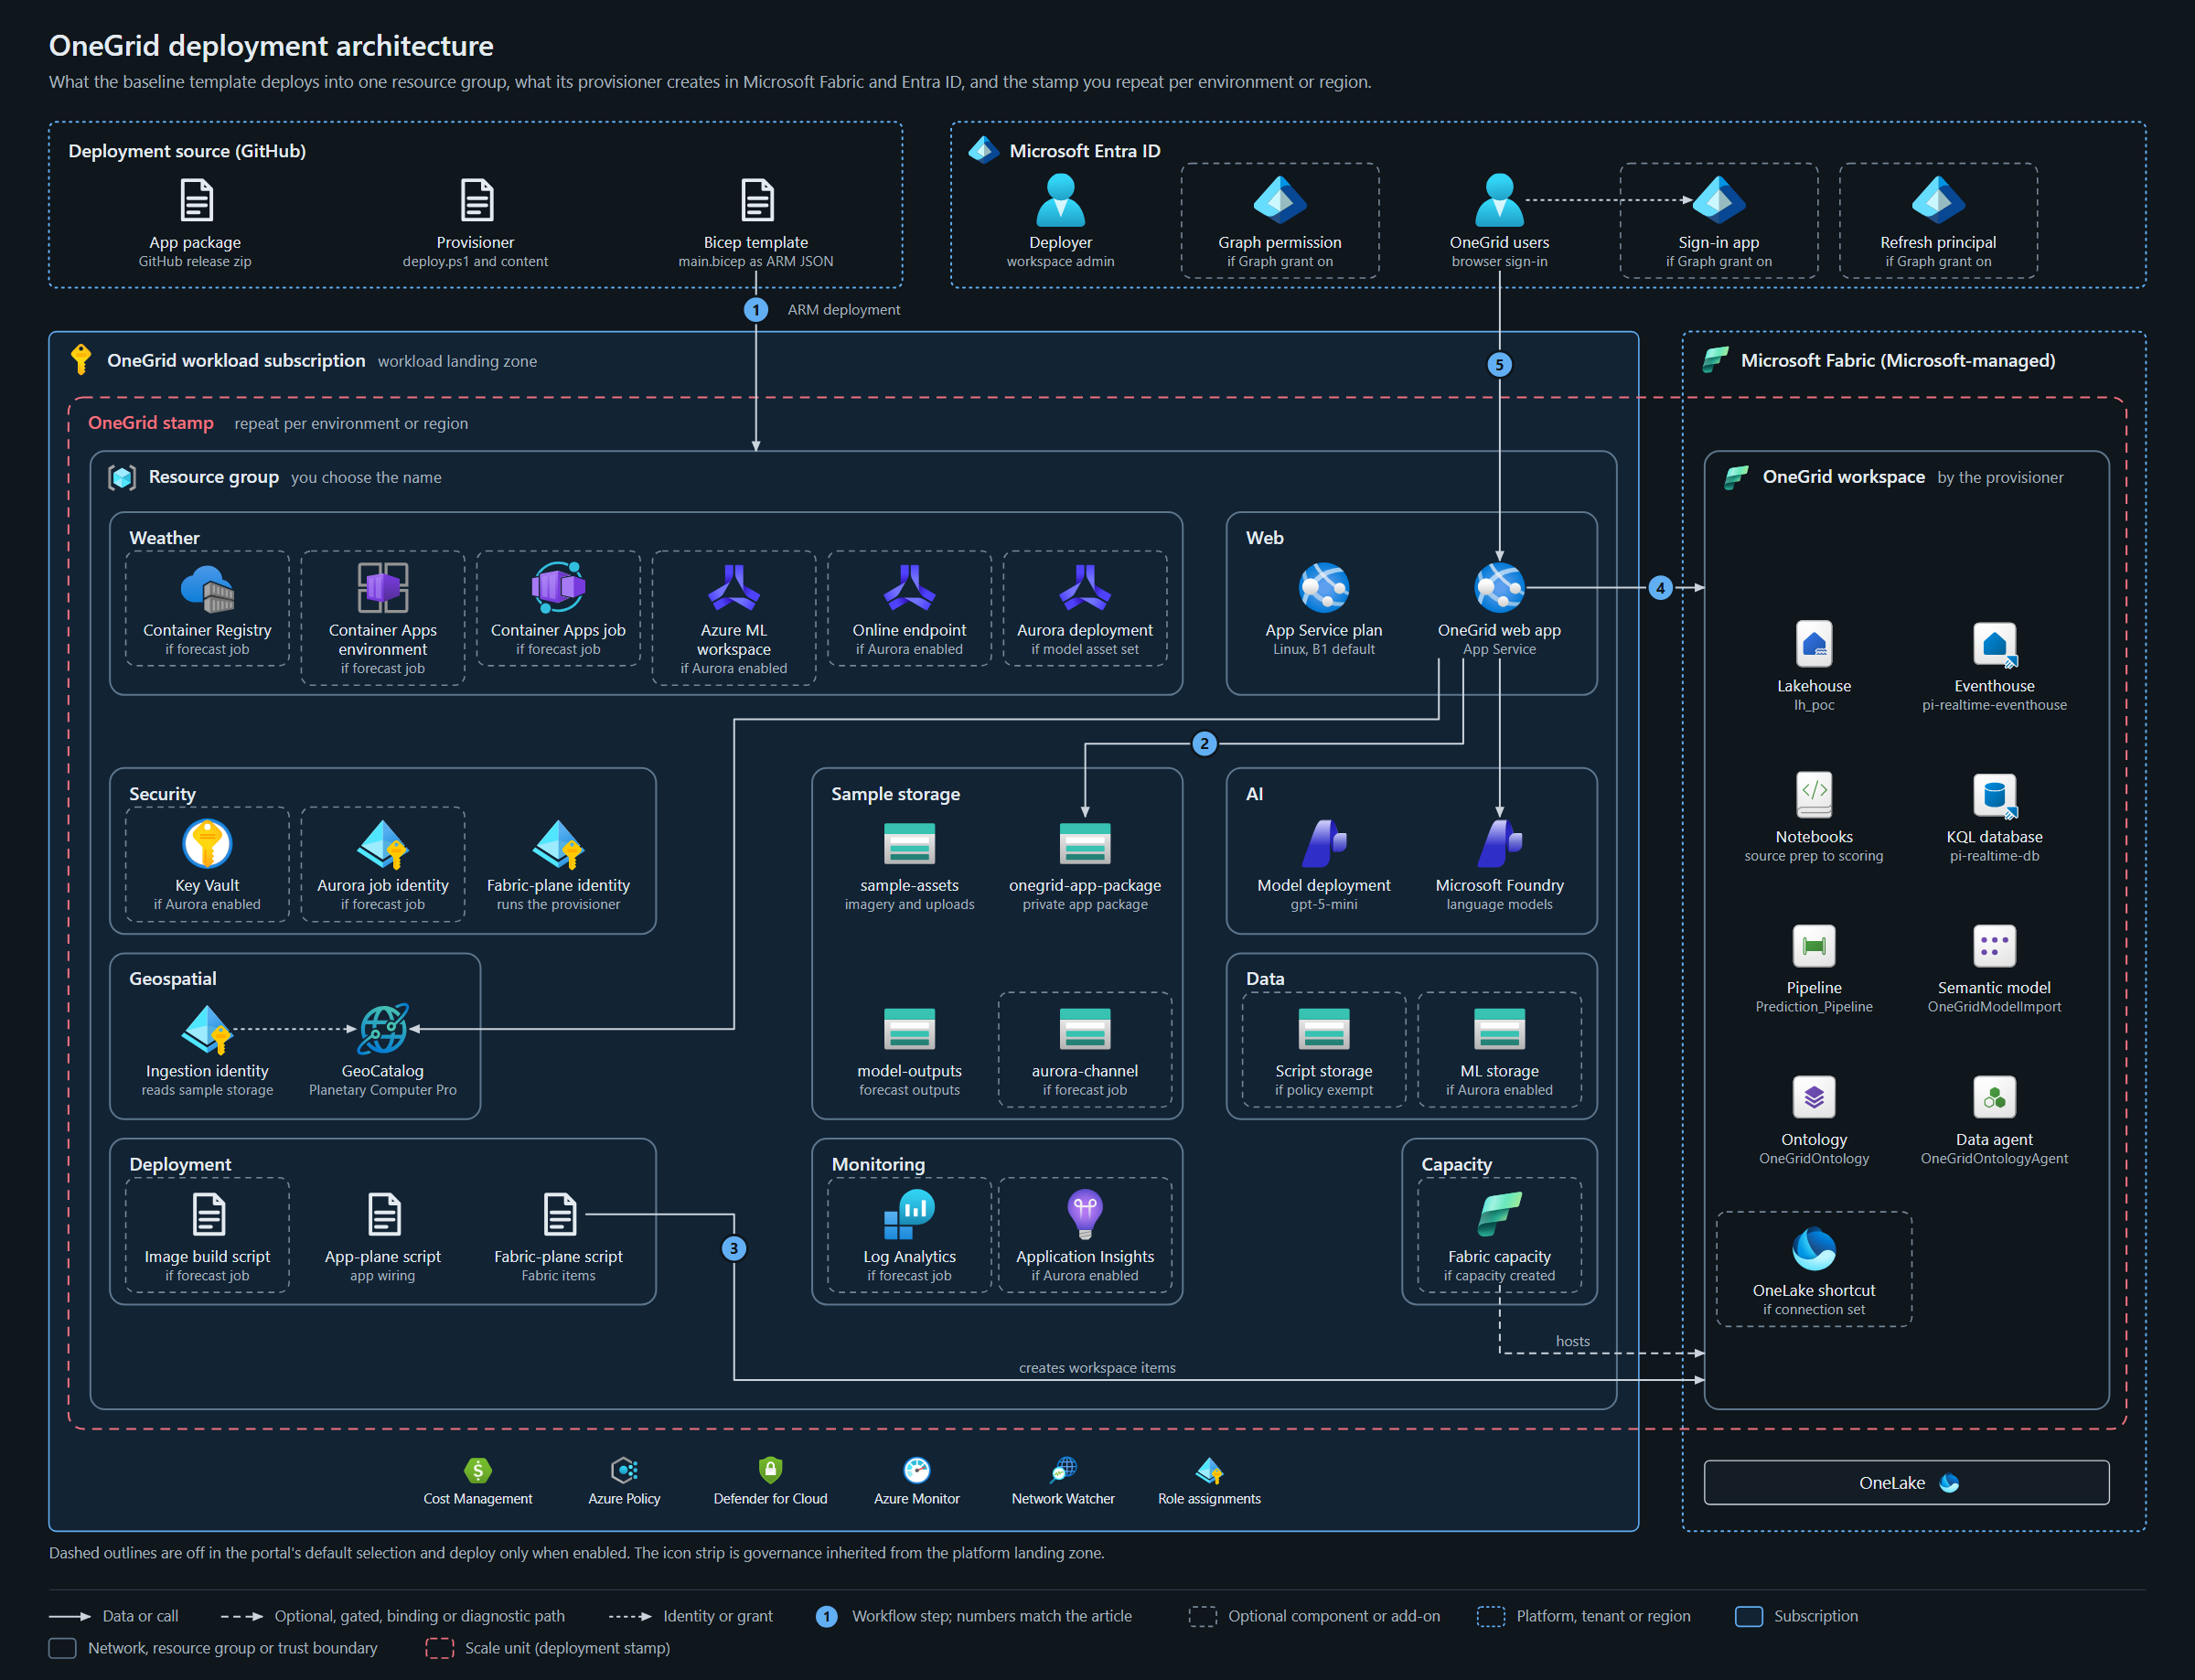 OneGrid deployment architecture
What the baseline template deploys into one resource group, what its provisioner creates in Microsoft Fabric and Entra ID, and the stamp you repeat per environment or region.
Deployment source (GitHub)
App package
GitHub release zip
Provisioner
deploy.ps1 and content
Bicep template
main.bicep as ARM JSON
Microsoft Entra ID
Deployer
workspace admin
Graph permission
if Graph grant on
OneGrid users
browser sign-in
Sign-in app
if Graph grant on
Refresh principal
if Graph grant on
1
ARM deployment
OneGrid workload subscription workload landing zone
5
Microsoft Fabric (Microsoft-managed)
OneGrid stamp repeat per environment or region
Resource group you choose the name
OneGrid workspace by the provisioner
Weather
Container Registry
if forecast job
Container Apps
environment
if forecast job
Container Apps job
if forecast job
Azure ML
workspace
if Aurora enabled
Online endpoint
if Aurora enabled
Aurora deployment
if model asset set
Web
App Service plan
Linux, B1 default
OneGrid web app
App Service
4
2
Lakehouse
lh_poc
Eventhouse
pi-realtime-eventhouse
Notebooks
source prep to scoring
KQL database
pi-realtime-db
Pipeline
Prediction_Pipeline
Semantic model
OneGridModelImport
Ontology
OneGridOntology
Data agent
OneGridOntologyAgent
OneLake shortcut
if connection set
Security
Key Vault
if Aurora enabled
Aurora job identity
if forecast job
Fabric-plane identity
runs the provisioner
Sample storage
sample-assets
imagery and uploads
onegrid-app-package
private app package
model-outputs
forecast outputs
aurora-channel
if forecast job
AI
Model deployment
gpt-5-mini
Microsoft Foundry
language models
Geospatial
Ingestion identity
reads sample storage
GeoCatalog
Planetary Computer Pro
Data
Script storage
if policy exempt
ML storage
if Aurora enabled
Deployment
Image build script
if forecast job
App-plane script
app wiring
Fabric-plane script
Fabric items
3
Monitoring
Log Analytics
if forecast job
Application Insights
if Aurora enabled
Capacity
Fabric capacity
if capacity created
hosts
creates workspace items
Cost Management
Azure Policy
Defender for Cloud
Azure Monitor
Network Watcher
Role assignments
OneLake
Dashed outlines are off in the portal's default selection and deploy only when enabled. The icon strip is governance inherited from the platform landing zone.
Data or call
Optional, gated, binding or diagnostic path
Identity or grant
1
Workflow step; numbers match the article
Optional component or add-on
Platform, tenant or region
Subscription
Network, resource group or trust boundary
Scale unit (deployment stamp)